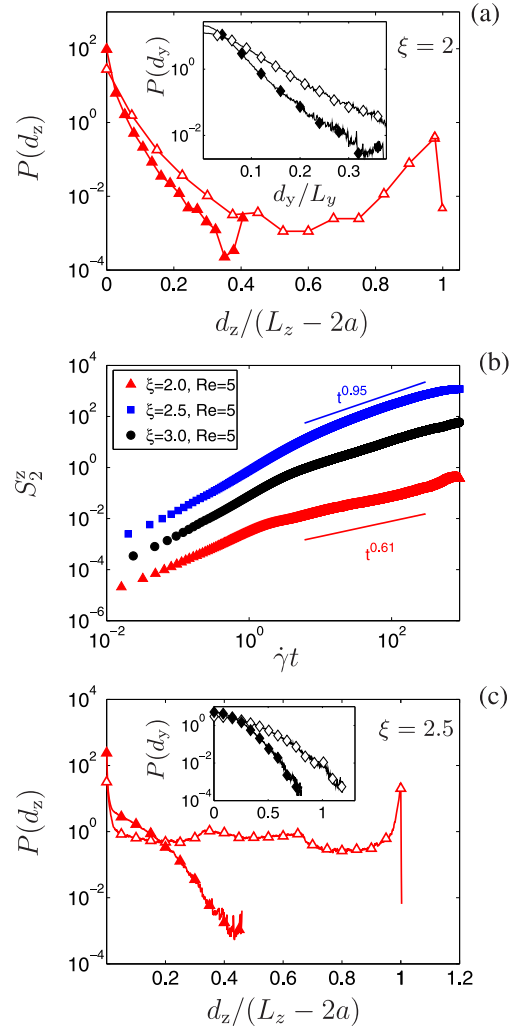 (a)
ξ = 2
P(d_z)
10^2
10^0
10^-2
10^-4
0 0.2 0.4 0.6 0.8 1
d_z/(L_z − 2a)
P(d_y)
10^0
10^-2
0.1 0.2 0.3
d_y/L_y
(b)
S_2^z
10^4
10^2
10^0
10^-2
10^-4
10^-6
ξ=2.0, Re=5
ξ=2.5, Re=5
ξ=3.0, Re=5
t^0.95
t^0.61
10^-2 10^0 10^2
γ̇t
(c)
ξ = 2.5
P(d_z)
10^4
10^2
10^0
10^-2
10^-4
0.2 0.4 0.6 0.8 1 1.2
d_z/(L_z − 2a)
P(d_y)
10^0
10^-2
10^-4
0 0.5 1